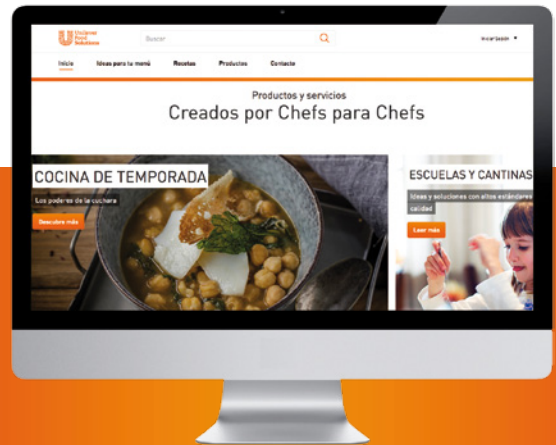 Unilever
Food
Solutions
Buscar
Iniciar Sesión
Inicio Ideas para tu menú Recetas Productos Contacto
Productos y servicios
Creados por Chefs para Chefs
COCINA DE TEMPORADA
Los poderes de la cuchara
Descubre más
ESCUELAS Y CANTINAS
Ideas y soluciones con altos estándares
calidad
Leer más